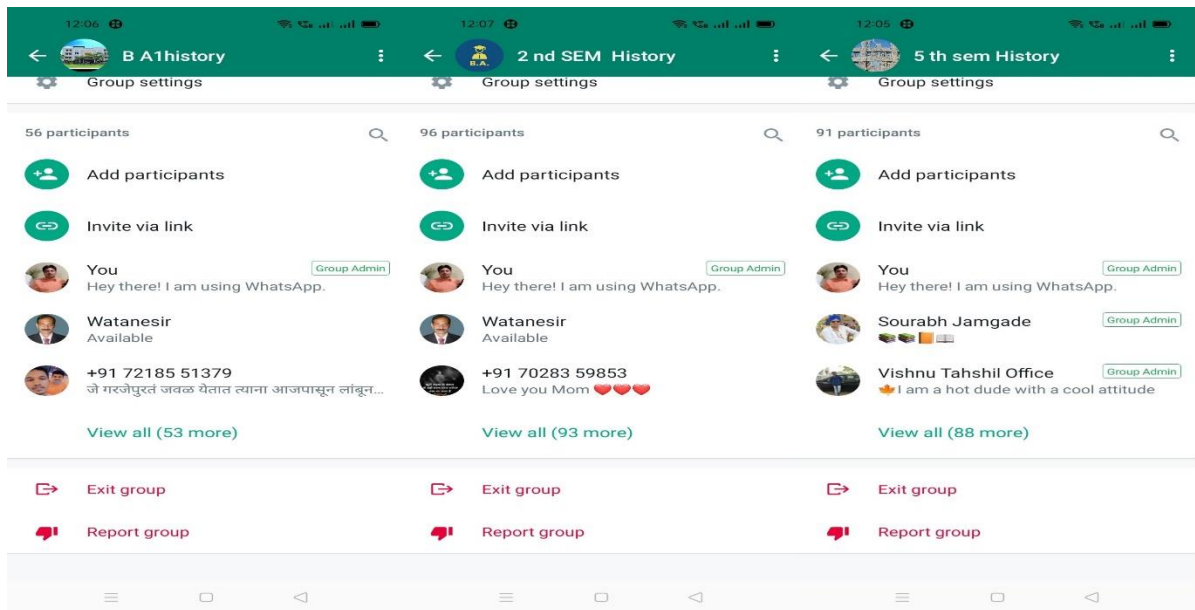 12:06
B A1history
Group settings
56 participants
Add participants
Invite via link
You
Group Admin
Hey there! I am using WhatsApp.
Watanesir
Available
+91 72185 51379
जे गरजेपुरतं जवळ येतात त्याना आजपासून लांबून...
View all (53 more)
Exit group
Report group
12:07
B.A.
2 nd SEM History
Group settings
96 participants
Add participants
Invite via link
You
Group Admin
Hey there! I am using WhatsApp.
Watanesir
Available
+91 70283 59853
Love you Mom ❤️❤️❤️
View all (93 more)
Exit group
Report group
12:05
5 th sem History
Group settings
91 participants
Add participants
Invite via link
You
Group Admin
Hey there! I am using WhatsApp.
Sourabh Jamgade
Group Admin
📚📚📙📖
Vishnu Tahshil Office
Group Admin
🍁I am a hot dude with a cool attitude
View all (88 more)
Exit group
Report group